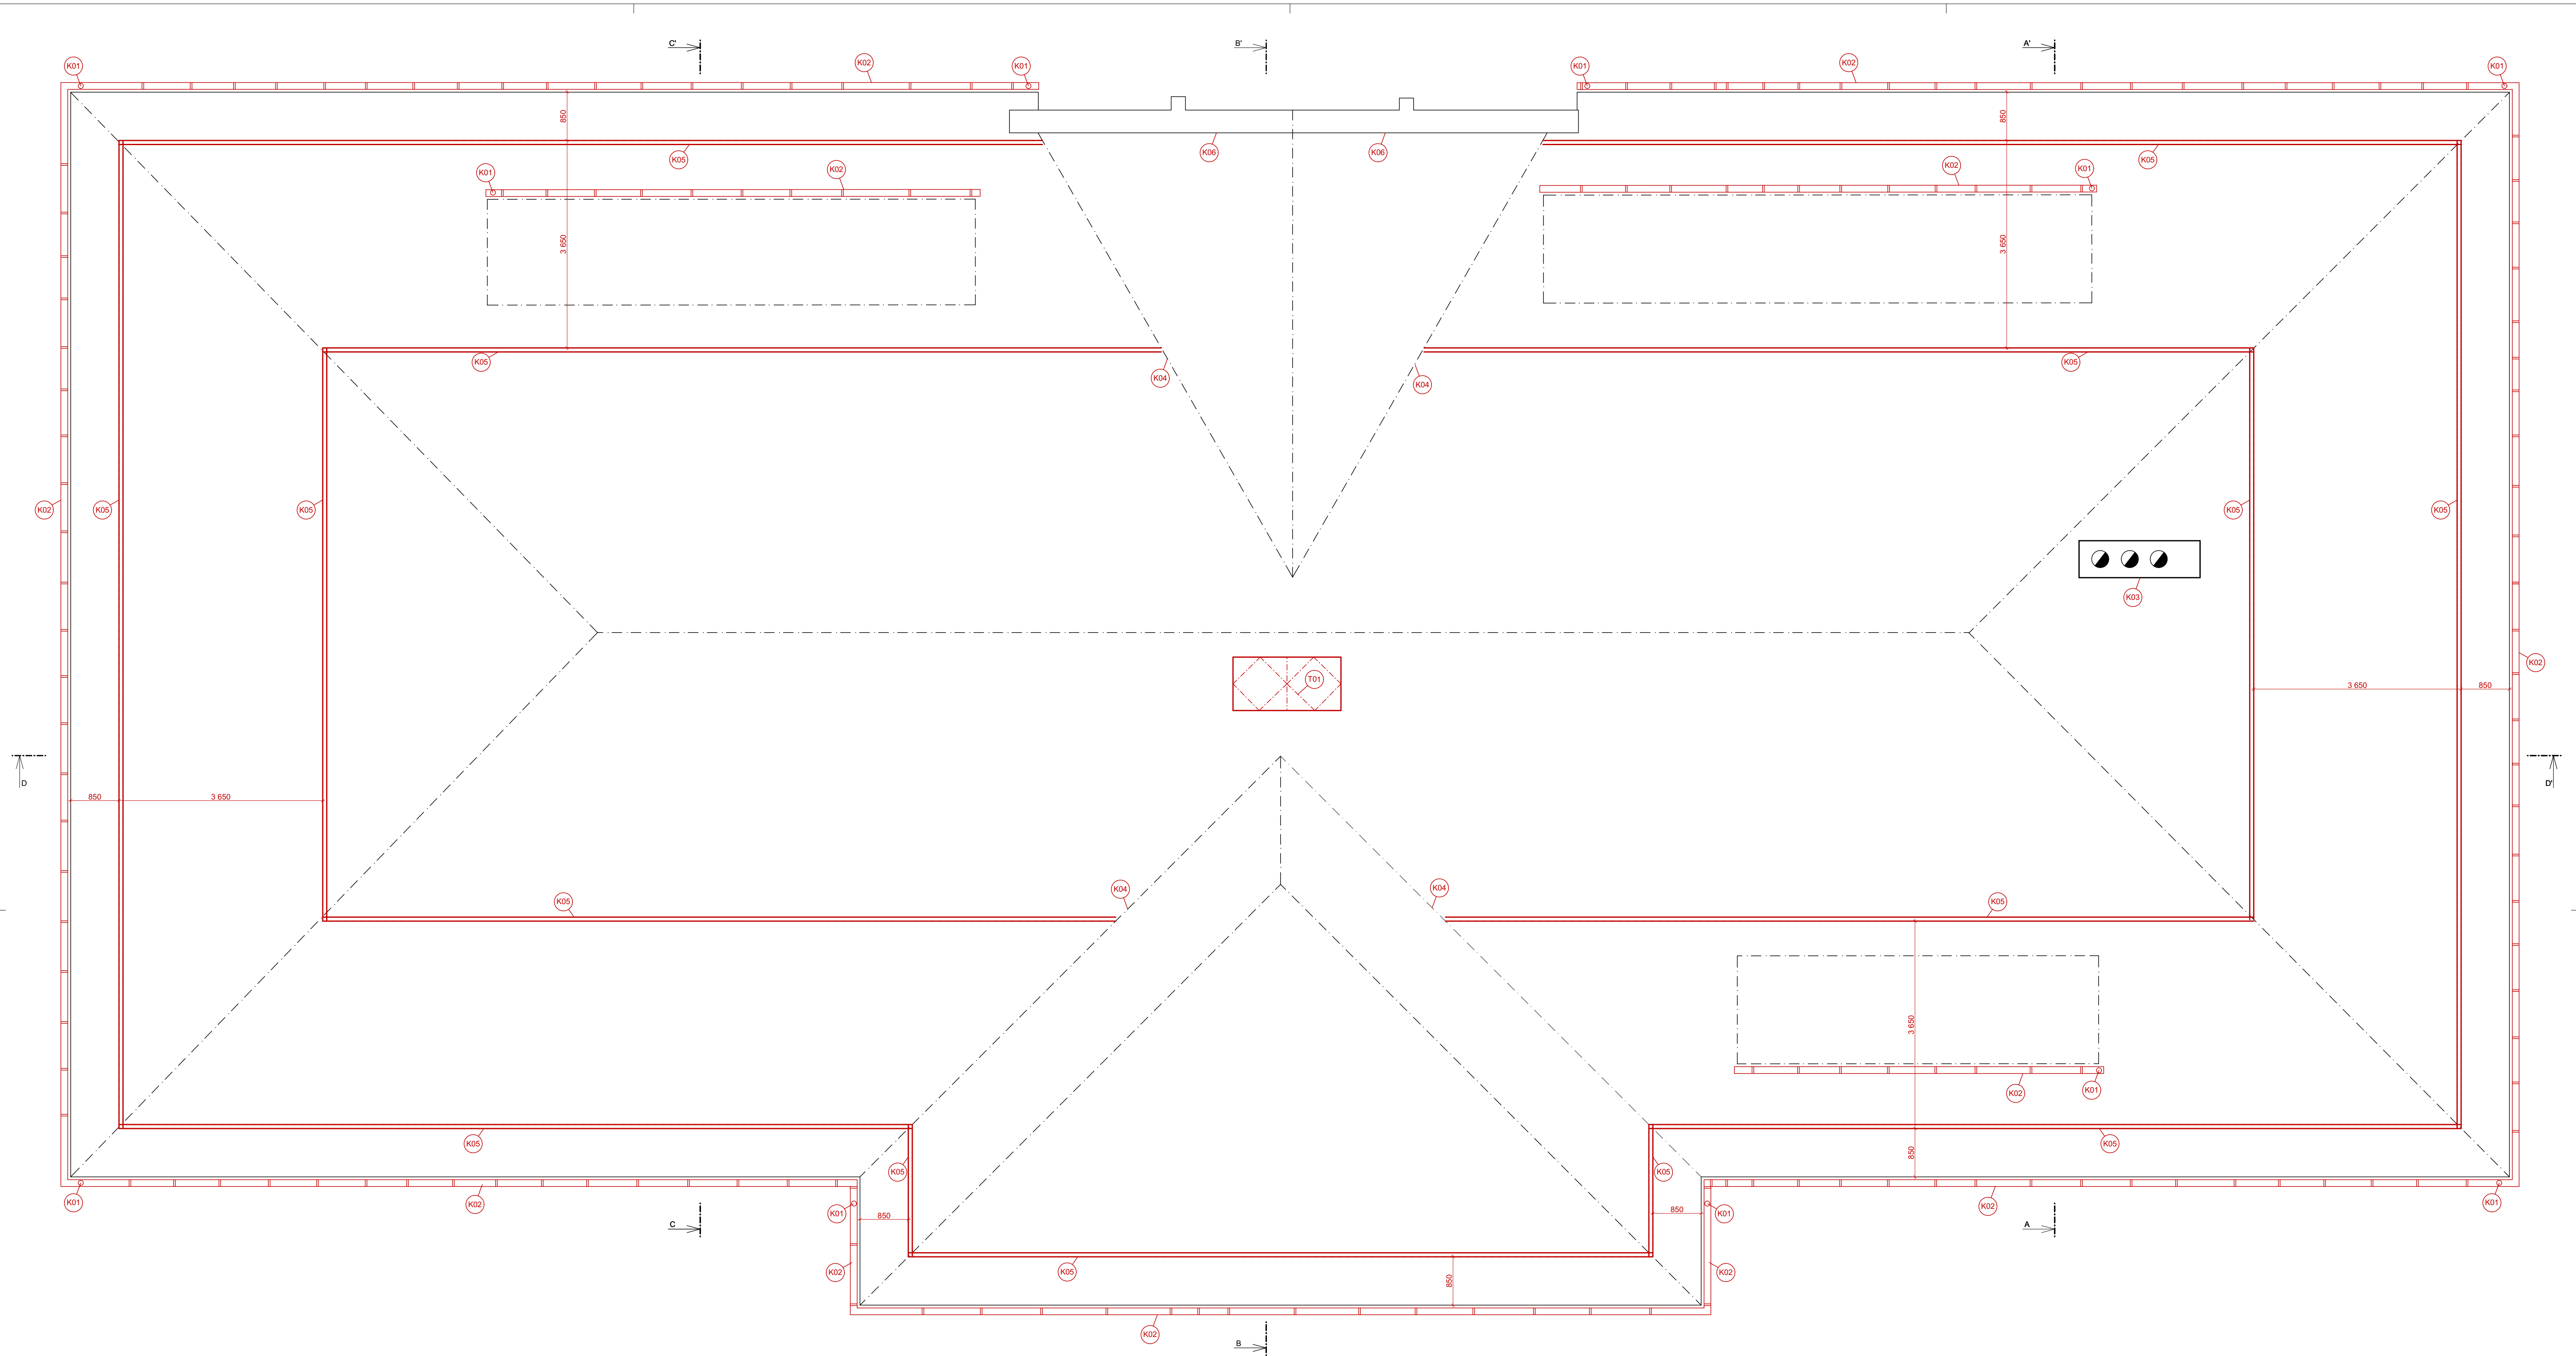 C' B' A'
K01 K02 K01 K01 K02 K01
850 850
K05 K06 K06 K05
K01 K02 K02 K01
3 650 3 650
K05 K04 K04 K05
K02 K05 K05 K05 K05
K03
T01 K02
3 650 850
D D'
850 3 650
K05 K04 K04 K05
3 650
K02 K01
K05 K05
850
K05 K05
K01 K02 K01 K01 K02 K01
850 850
C A
K02 K05 K02
850
K02
B